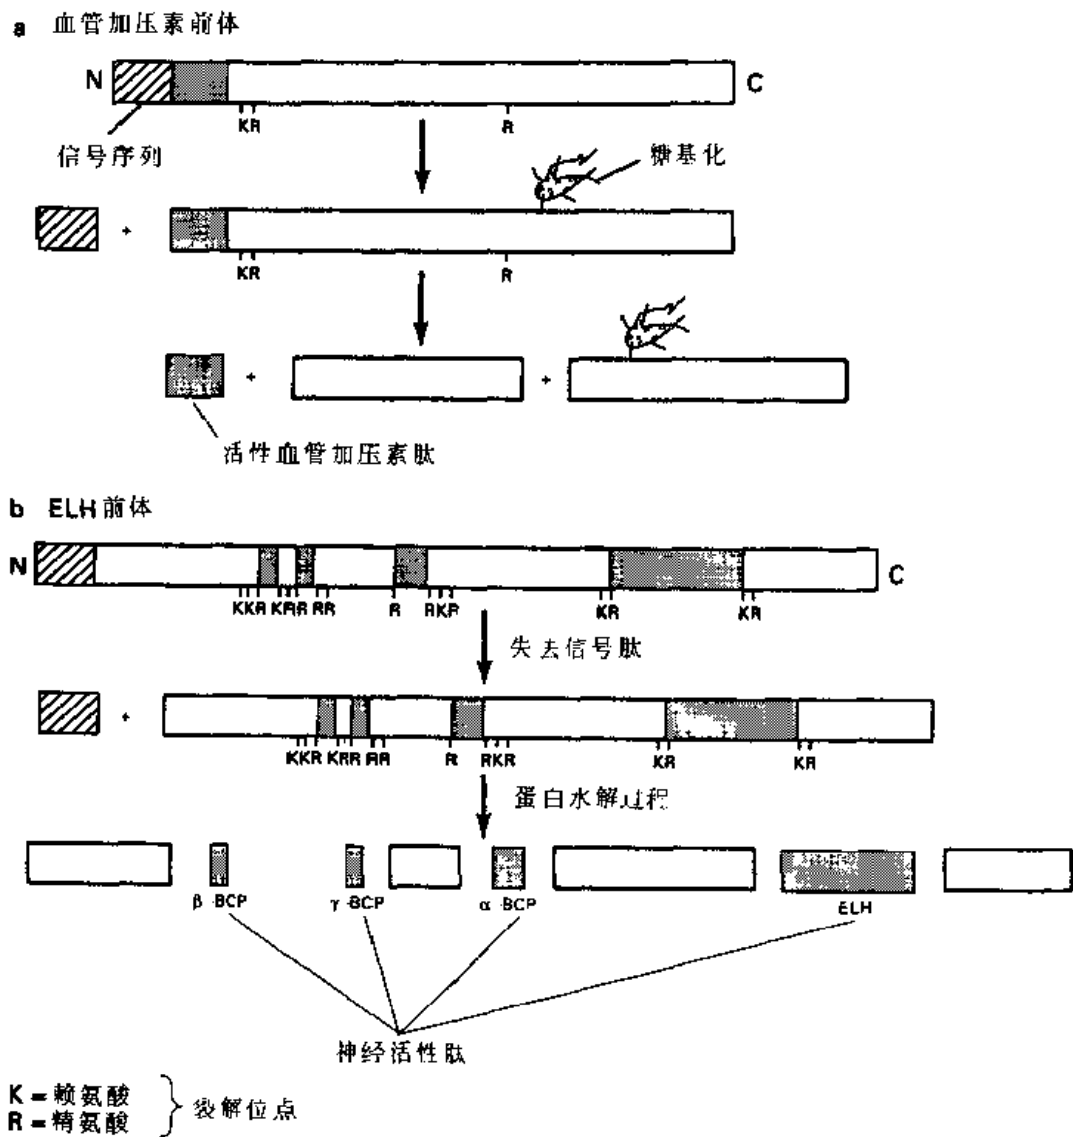 a 血管加压素前体
N C
KR R
信号序列
糖基化
+
KR R
+ +
活性血管加压素肽
b ELH前体
N C
KKR KRR RR R RKR KR KR
失去信号肽
+
KKR KRR RR R RKR KR KR
蛋白水解过程
β-BCP γ-BCP α-BCP ELH
神经活性肽
K=赖氨酸
R=精氨酸
裂解位点